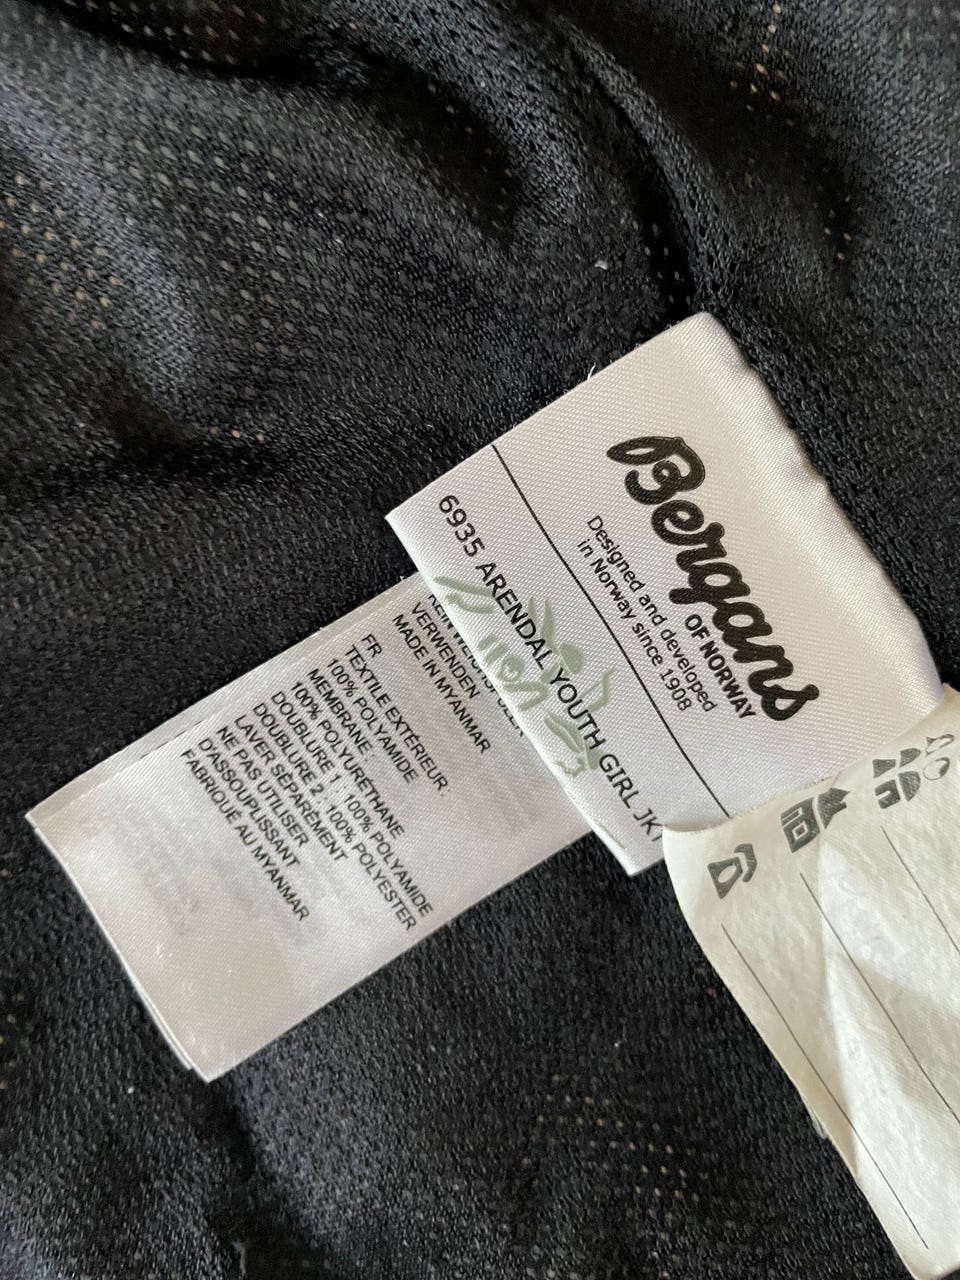 Bergans
OF NORWAY
Designed and developed
in Norway since 1908
6935 ARENDAL YOUTH GIRL JKT
VERWENDEN
MADE IN MYANMAR
FR
TEXTILE EXTÉRIEUR:
100% POLYAMIDE
MEMBRANE :
100% POLYURÉTHANE
DOUBLURE 1 : 100% POLYAMIDE
DOUBLURE 2 : 100% POLYESTER
LAVER SÉPARÉMENT
NE PAS UTILISER
D'ASSOUPLISSANT
FABRIQUÉ AU MYANMAR